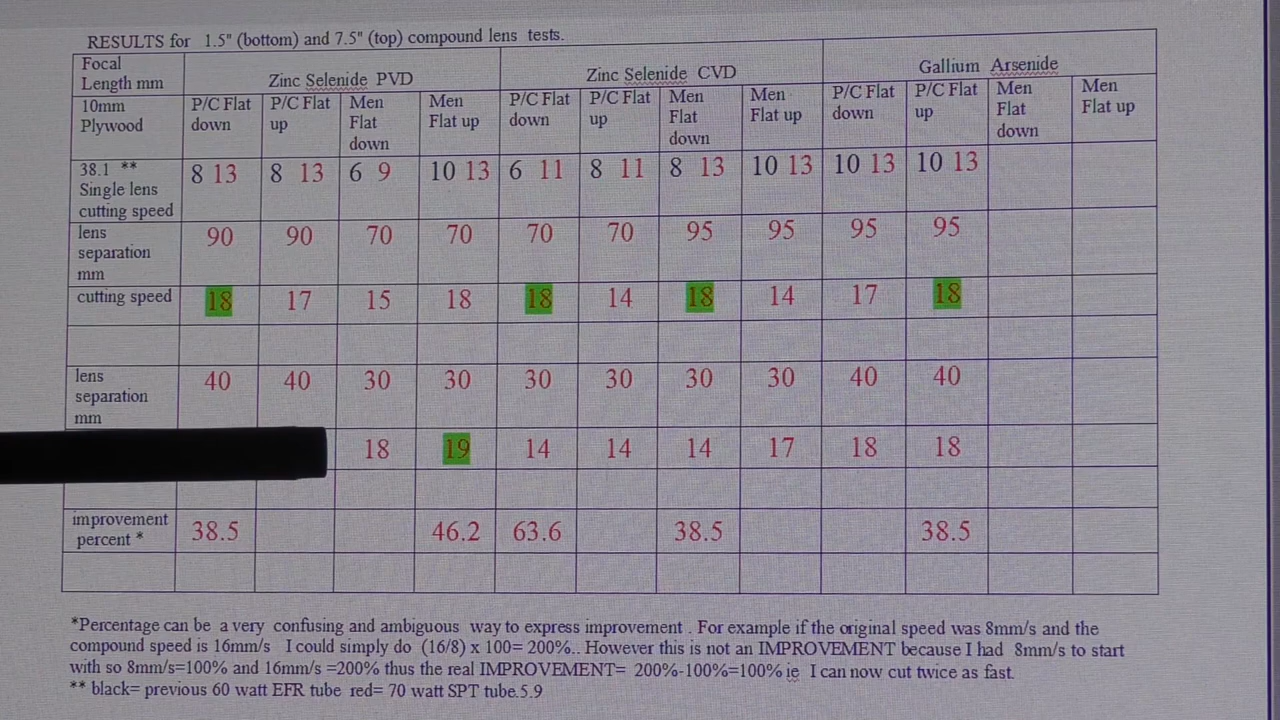 RESULTS for 1.5" (bottom) and 7.5" (top) compound lens tests.
Focal Length mm Zinc Selenide PVD Zinc Selenide CVD Gallium Arsenide
10mm Plywood P/C Flat down P/C Flat up Men Flat down Men Flat up P/C Flat down P/C Flat up Men Flat down Men Flat up P/C Flat down P/C Flat up Men Flat down Men Flat up
38.1 ** Single lens cutting speed 8 13 8 13 6 9 10 13 6 11 8 11 8 13 10 13 10 13 10 13
lens separation mm 90 90 70 70 70 70 95 95 95 95
cutting speed 18 17 15 18 18 14 18 14 17 18
lens separation mm 40 40 30 30 30 30 30 30 40 40
18 19 14 14 14 17 18 18
improvement percent * 38.5 46.2 63.6 38.5 38.5
*Percentage can be a very confusing and ambiguous way to express improvement . For example if the original speed was 8mm/s and the
compound speed is 16mm/s I could simply do (16/8) x 100= 200%.. However this is not an IMPROVEMENT because I had 8mm/s to start
with so 8mm/s=100% and 16mm/s =200% thus the real IMPROVEMENT= 200%-100%=100% ie I can now cut twice as fast.
** black= previous 60 watt EFR tube red= 70 watt SPT tube.5.9